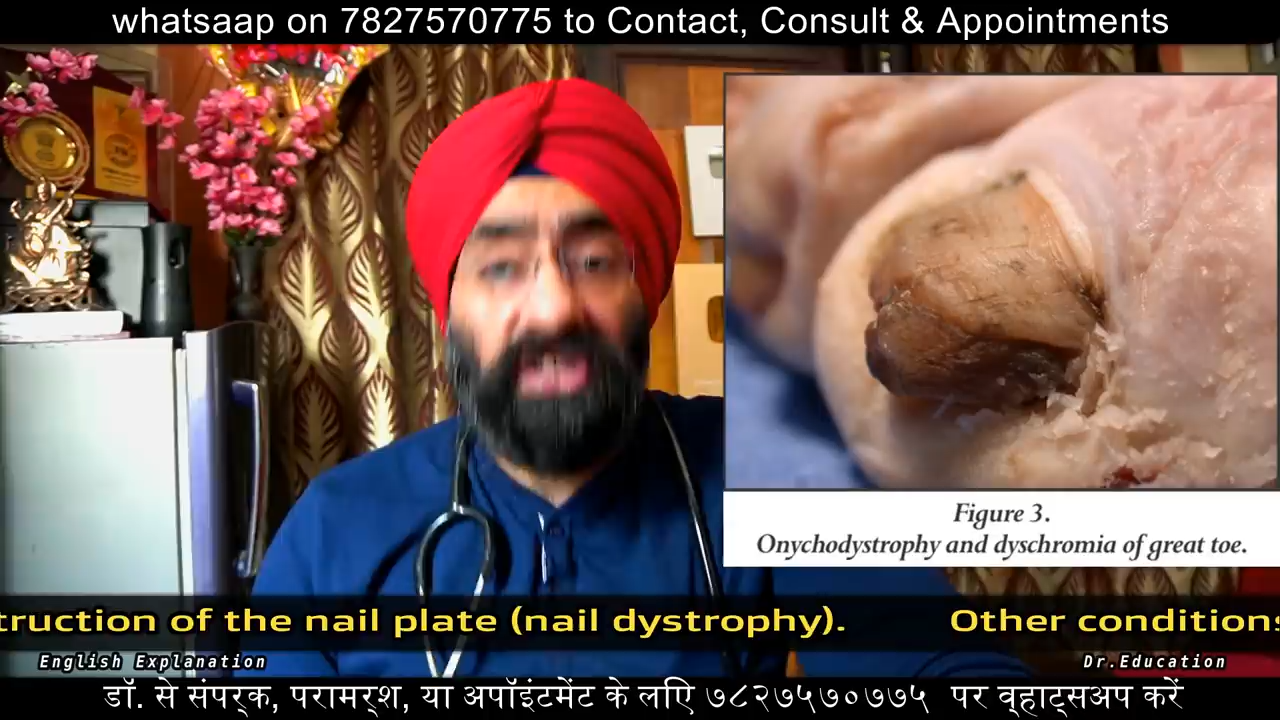 whatsaap on 7827570775 to Contact, Consult & Appointments
Figure 3.
Onychodystrophy and dyschromia of great toe.
truction of the nail plate (nail dystrophy). Other conditions
English Explanation
Dr.Education
डॉ. से संपर्क, परामर्श, या अपॉइंटमेंट के लिए ७८२७५७०७७५ पर व्हाट्सअप करें